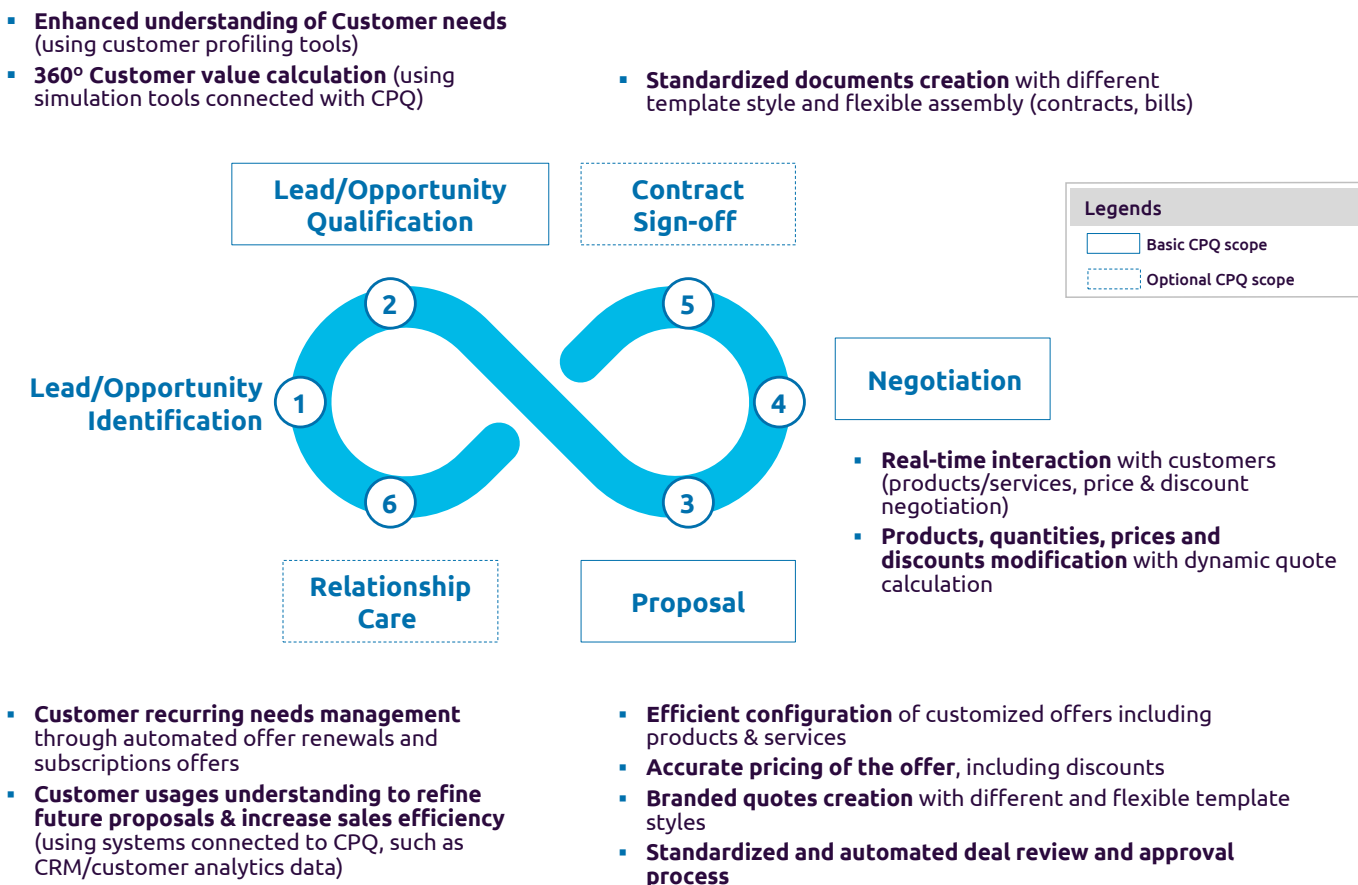 ▪ Enhanced understanding of Customer needs
(using customer profiling tools)
▪ 360º Customer value calculation (using
simulation tools connected with CPQ)
▪ Standardized documents creation with different
template style and flexible assembly (contracts, bills)
Lead/Opportunity
Qualification
Contract
Sign-off
Legends
Basic CPQ scope
Optional CPQ scope
2
5
Lead/Opportunity
Identification
1
4
Negotiation
6
3
▪ Real-time interaction with customers
(products/services, price & discount
negotiation)
▪ Products, quantities, prices and
discounts modification with dynamic quote
calculation
Relationship
Care
Proposal
▪ Customer recurring needs management
through automated offer renewals and
subscriptions offers
▪ Customer usages understanding to refine
future proposals & increase sales efficiency
(using systems connected to CPQ, such as
CRM/customer analytics data)
▪ Efficient configuration of customized offers including
products & services
▪ Accurate pricing of the offer, including discounts
▪ Branded quotes creation with different and flexible template
styles
▪ Standardized and automated deal review and approval
process